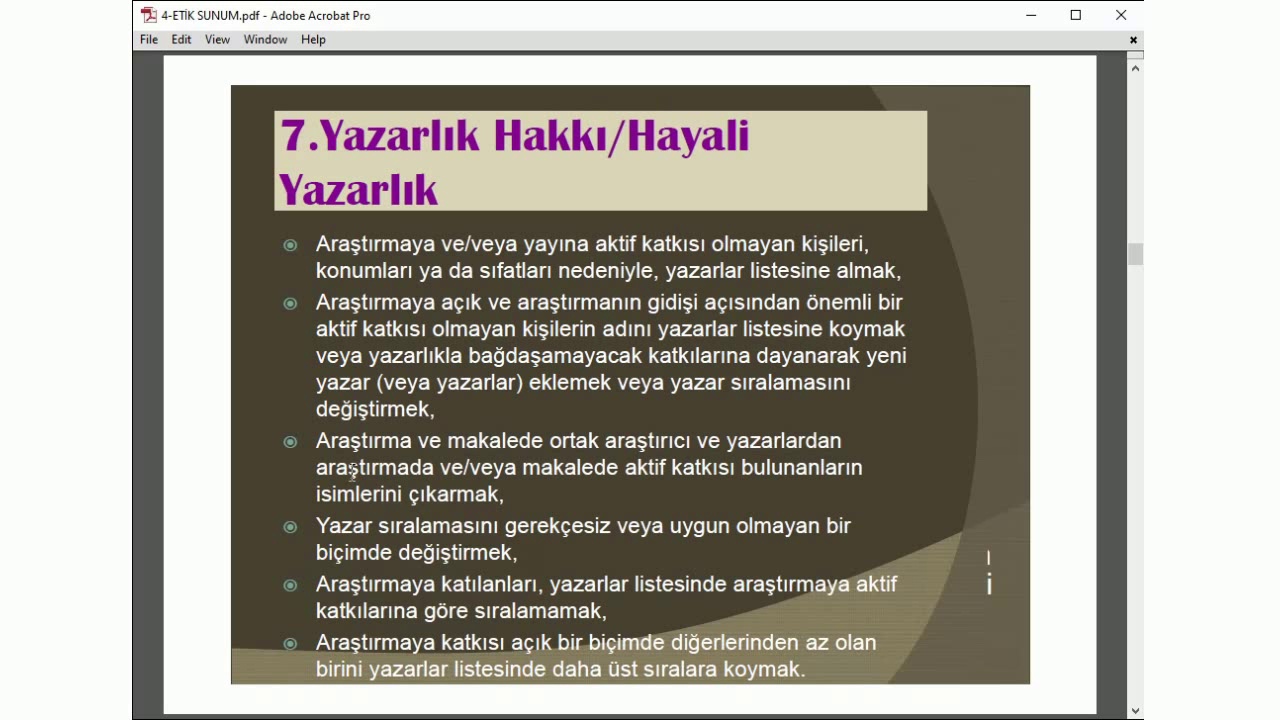 4-ETİK SUNUM.pdf - Adobe Acrobat Pro
File Edit View Window Help
7.Yazarlık Hakkı/Hayali
Yazarlık
Araştırmaya ve/veya yayına aktif katkısı olmayan kişileri,
konumları ya da sıfatları nedeniyle, yazarlar listesine almak,
Araştırmaya açık ve araştırmanın gidişi açısından önemli bir
aktif katkısı olmayan kişilerin adını yazarlar listesine koymak
veya yazarlıkla bağdaşamayacak katkılarına dayanarak yeni
yazar (veya yazarlar) eklemek veya yazar sıralamasını
değiştirmek,
Araştırma ve makalede ortak araştırıcı ve yazarlardan
araştırmada ve/veya makalede aktif katkısı bulunanların
isimlerini çıkarmak,
Yazar sıralamasını gerekçesiz veya uygun olmayan bir
biçimde değiştirmek,
Araştırmaya katılanları, yazarlar listesinde araştırmaya aktif
katkılarına göre sıralamamak,
Araştırmaya katkısı açık bir biçimde diğerlerinden az olan
birini yazarlar listesinde daha üst sıralara koymak.